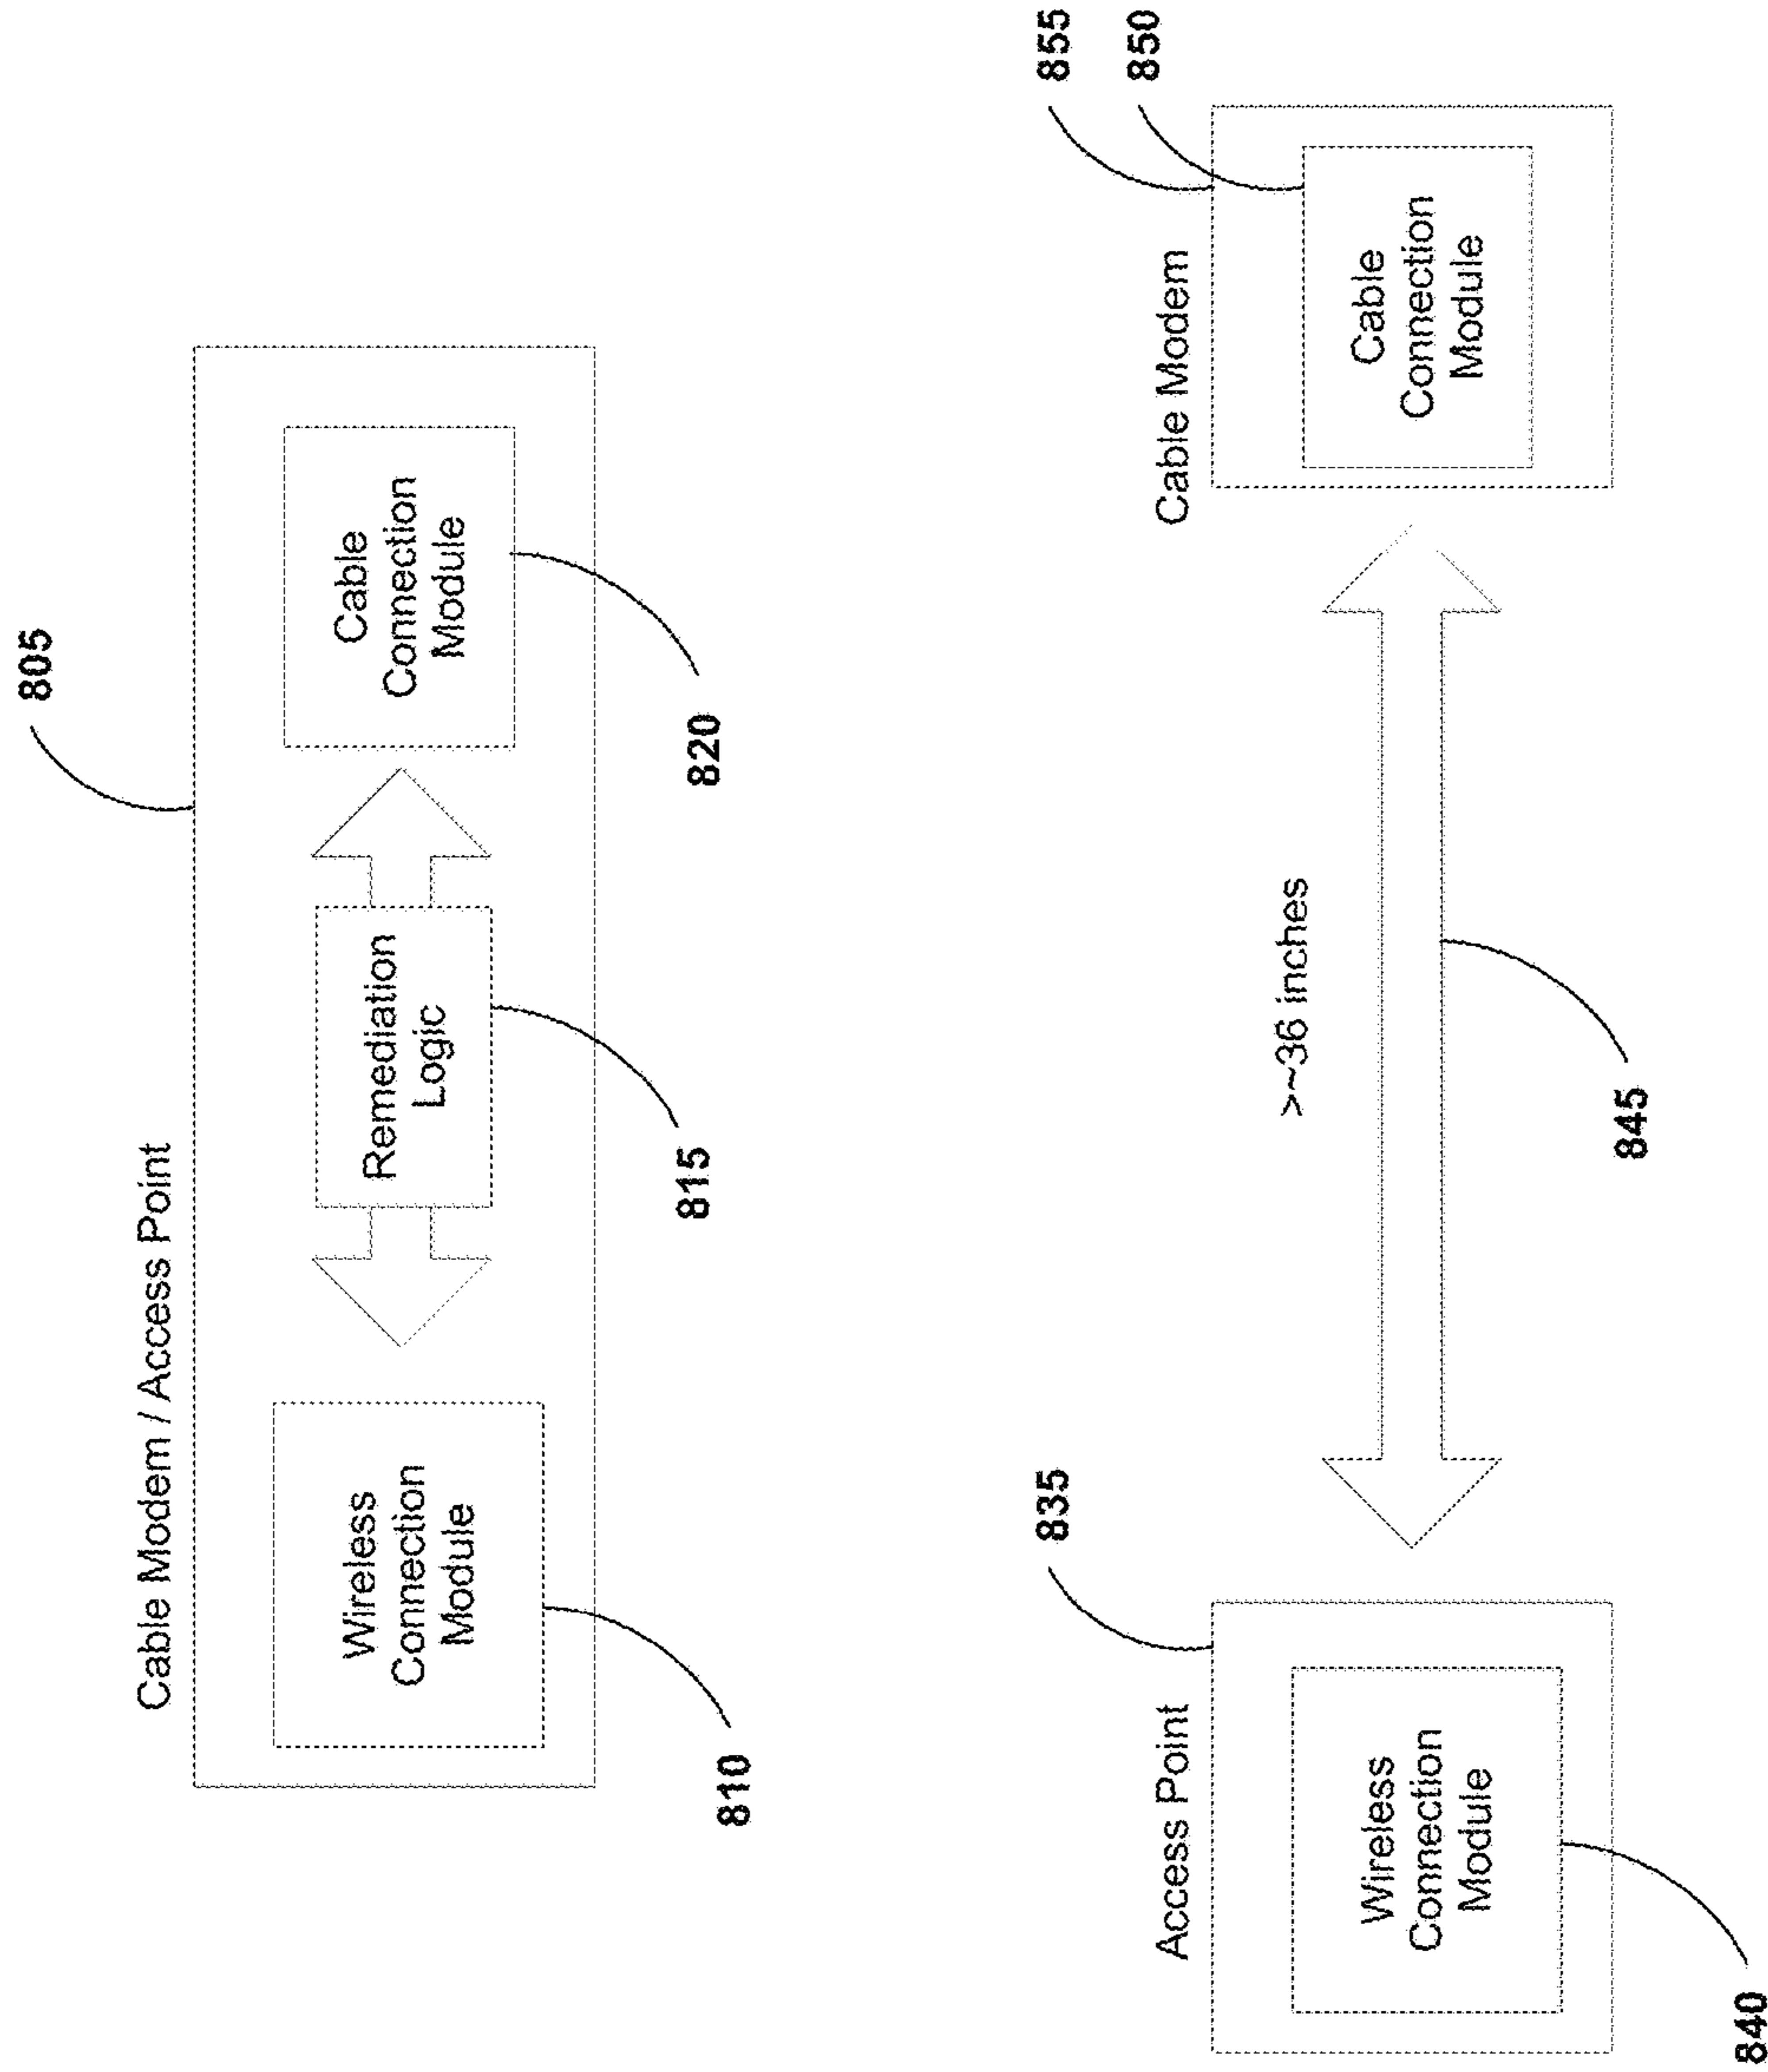 805
Cable Modem / Access Point
Wireless
Connection
Module
Remediation
Logic
Cable
Connection
Module
810
815
820
835
855
850
Access Point
Cable Modem
>~36 inches
Wireless
Connection
Module
Cable
Connection
Module
845
840